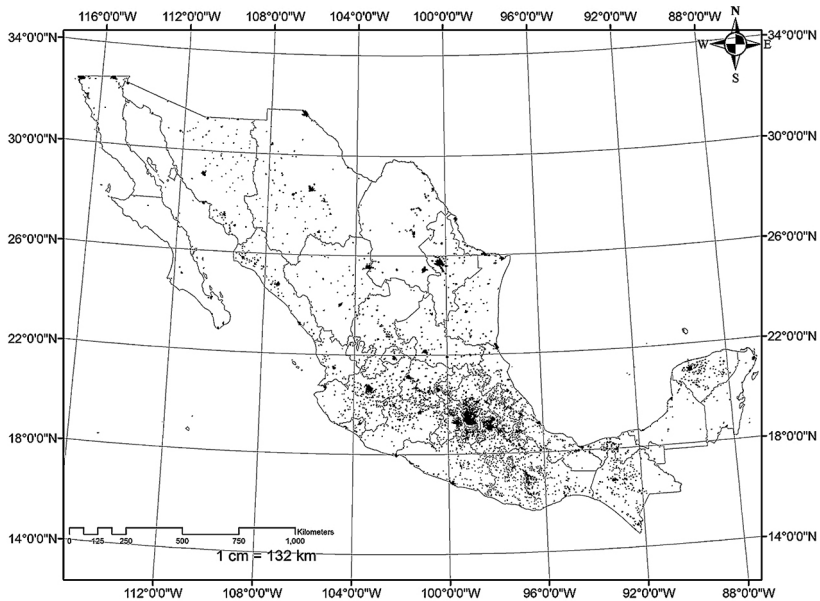 116°0'0"W 112°0'0"W 108°0'0"W 104°0'0"W 100°0'0"W 96°0'0"W 92°0'0"W 88°0'0"W
N
W E
S
34°0'0"N 34°0'0"N
30°0'0"N 30°0'0"N
26°0'0"N 26°0'0"N
22°0'0"N 22°0'0"N
18°0'0"N 18°0'0"N
14°0'0"N 14°0'0"N
Kilometers
0 125 250 500 750 1,000
1 cm = 132 km
112°0'0"W 108°0'0"W 104°0'0"W 100°0'0"W 96°0'0"W 92°0'0"W 88°0'0"W